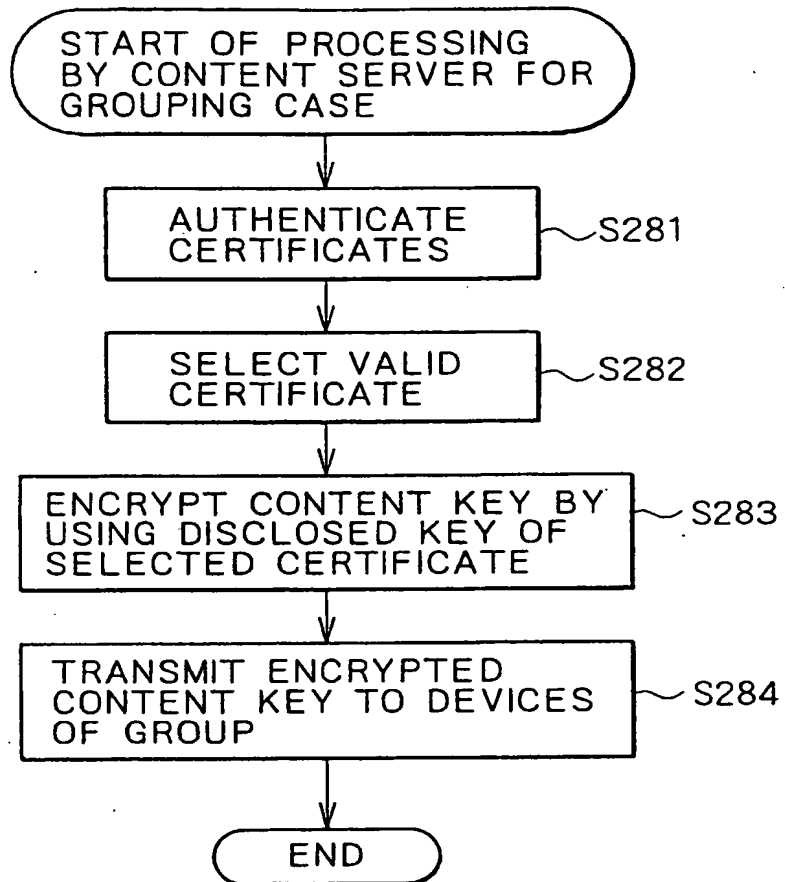 START OF PROCESSING
BY CONTENT SERVER FOR
GROUPING CASE
AUTHENTICATE
CERTIFICATES
S281
SELECT VALID
CERTIFICATE
S282
ENCRYPT CONTENT KEY BY
USING DISCLOSED KEY OF
SELECTED CERTIFICATE
S283
TRANSMIT ENCRYPTED
CONTENT KEY TO DEVICES
OF GROUP
S284
END